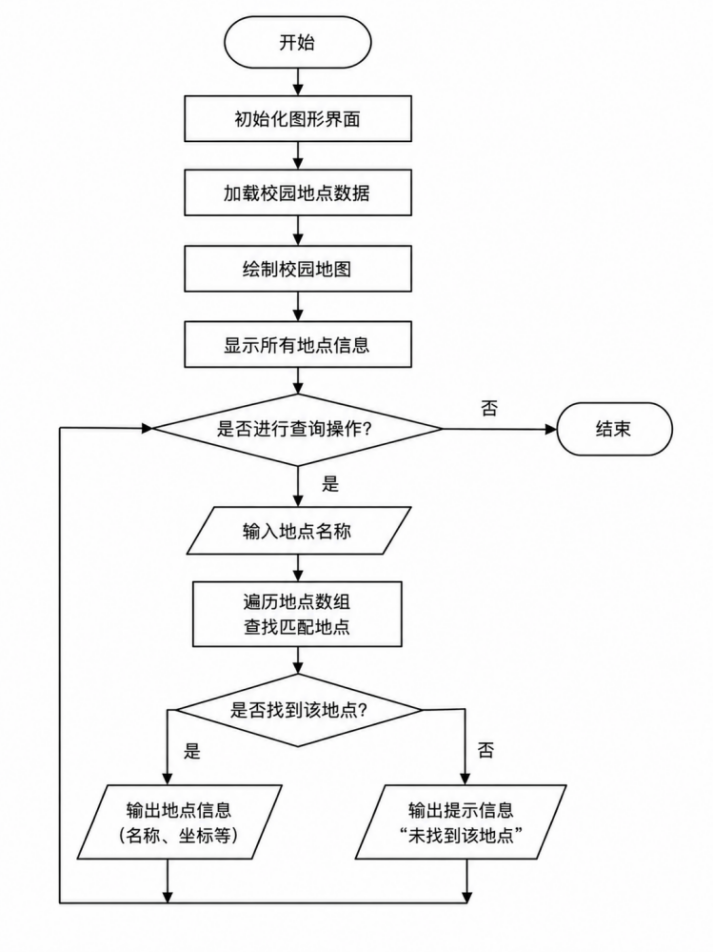 开始
初始化图形界面
加载校园地点数据
绘制校园地图
显示所有地点信息
是否进行查询操作?
否
结束
是
输入地点名称
遍历地点数组
查找匹配地点
是否找到该地点?
是
否
输出地点信息
（名称、坐标等）
输出提示信息
“未找到该地点”